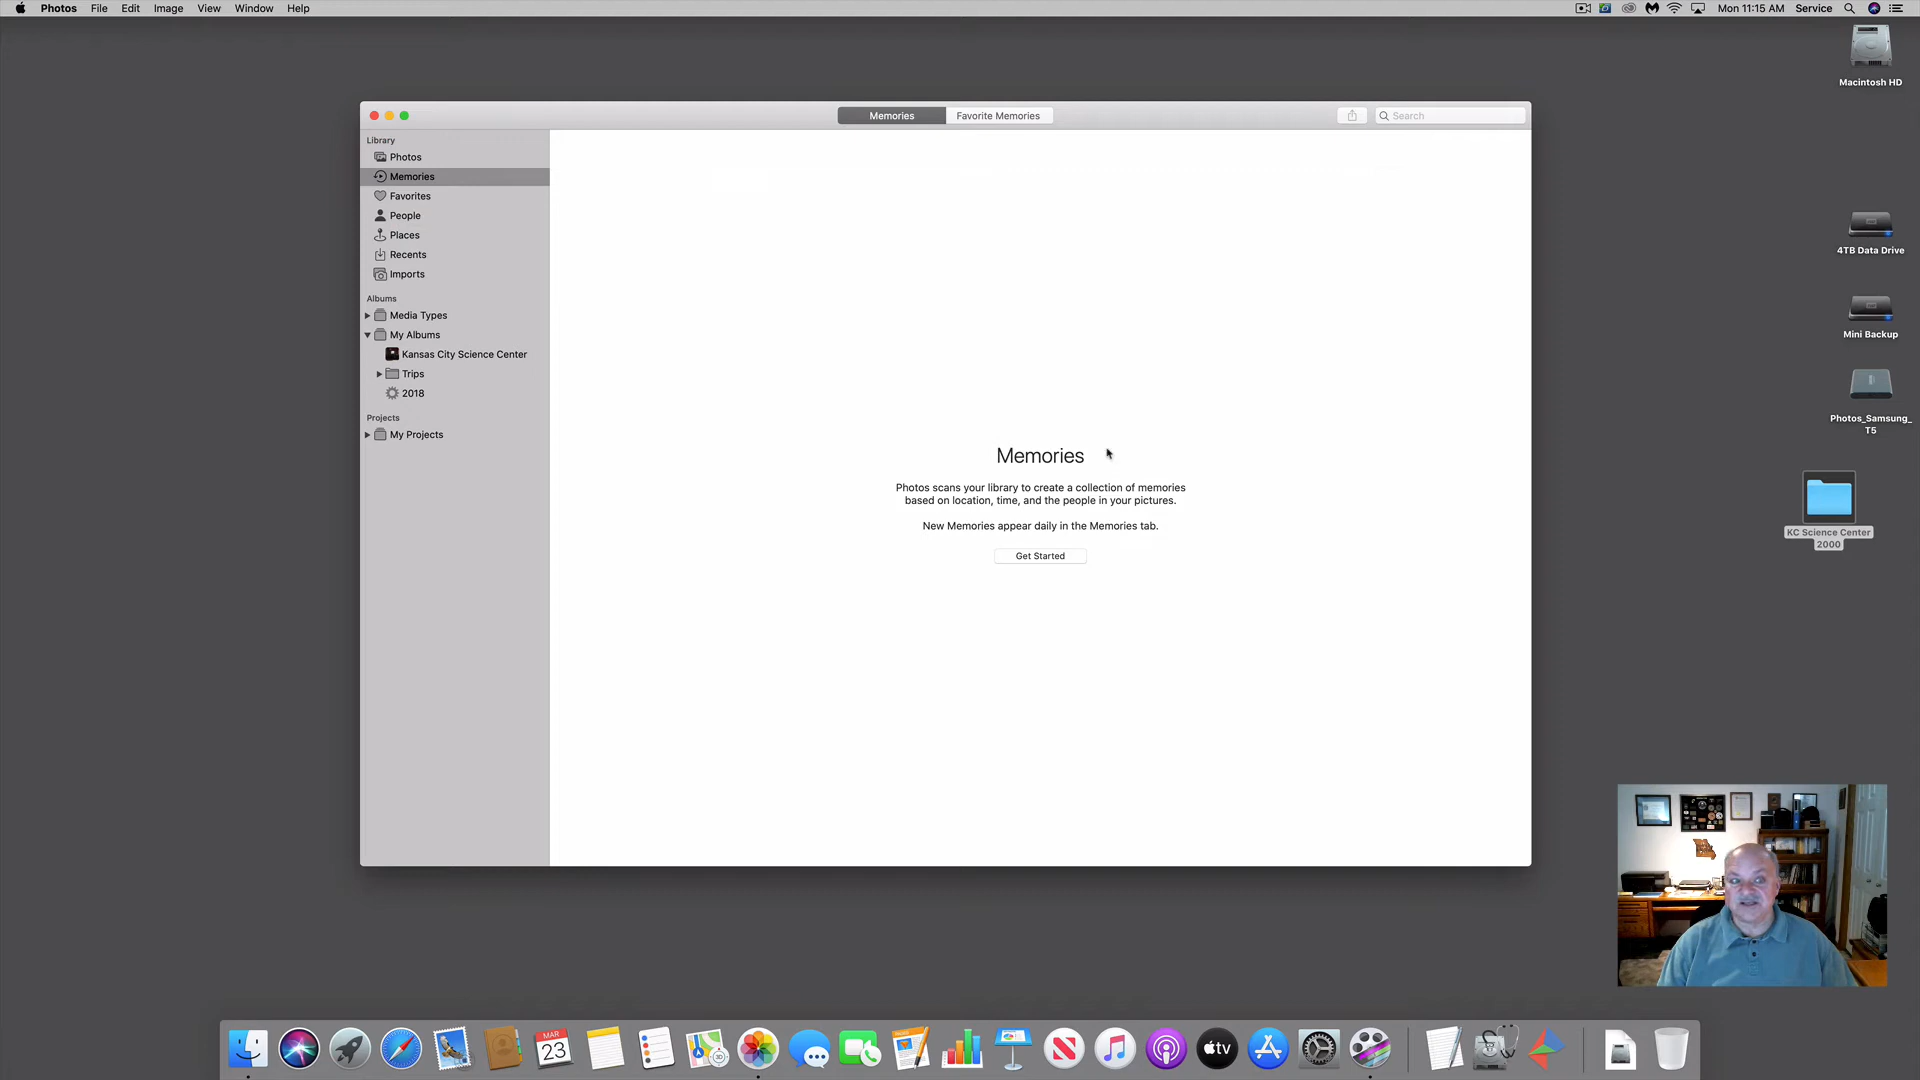 Photos File Edit Image View Window Help
Mon 11:15 AM Service
Macintosh HD
Memories Favorite Memories Search
Library
Photos
Memories
Favorites
People
Places
Recents
Imports
Albums
Media Types
My Albums
Kansas City Science Center
Trips
2018
Projects
My Projects
Memories
Photos scans your library to create a collection of memories
based on location, time, and the people in your pictures.
New Memories appear daily in the Memories tab.
Get Started
4TB Data Drive
Mini Backup
Photos_Samsung_
T5
KC Science Center
2000
MAR
23
PAGES
3D
tv